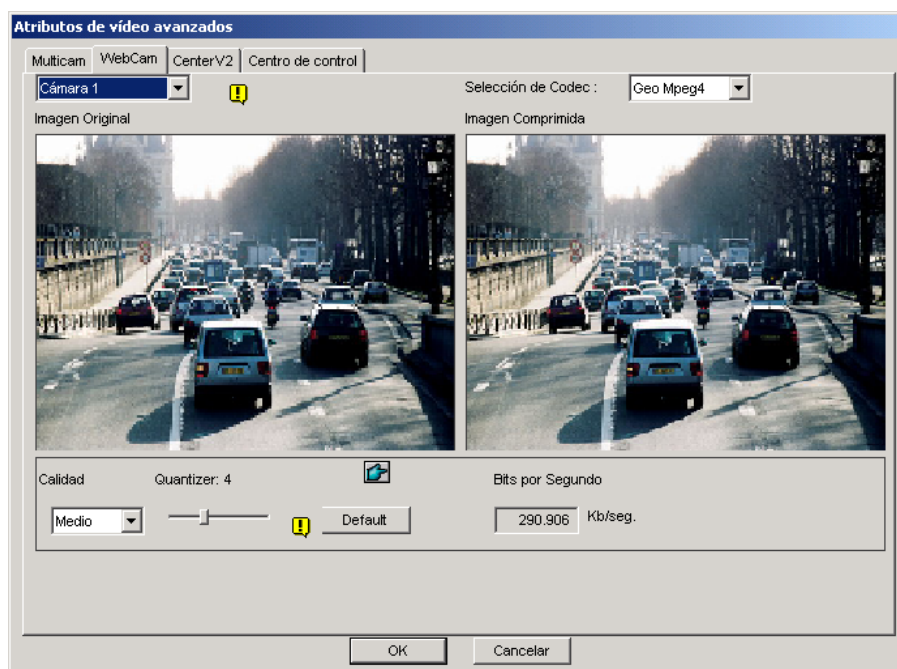 Atributos de vídeo avanzados
Multicam WebCam CenterV2 Centro de control
Cámara 1 Selección de Codec : Geo Mpeg4
Imagen Original Imagen Comprimida
Calidad Quantizer: 4 Bits por Segundo
Medio Default 290.906 Kb/seg.
OK Cancelar